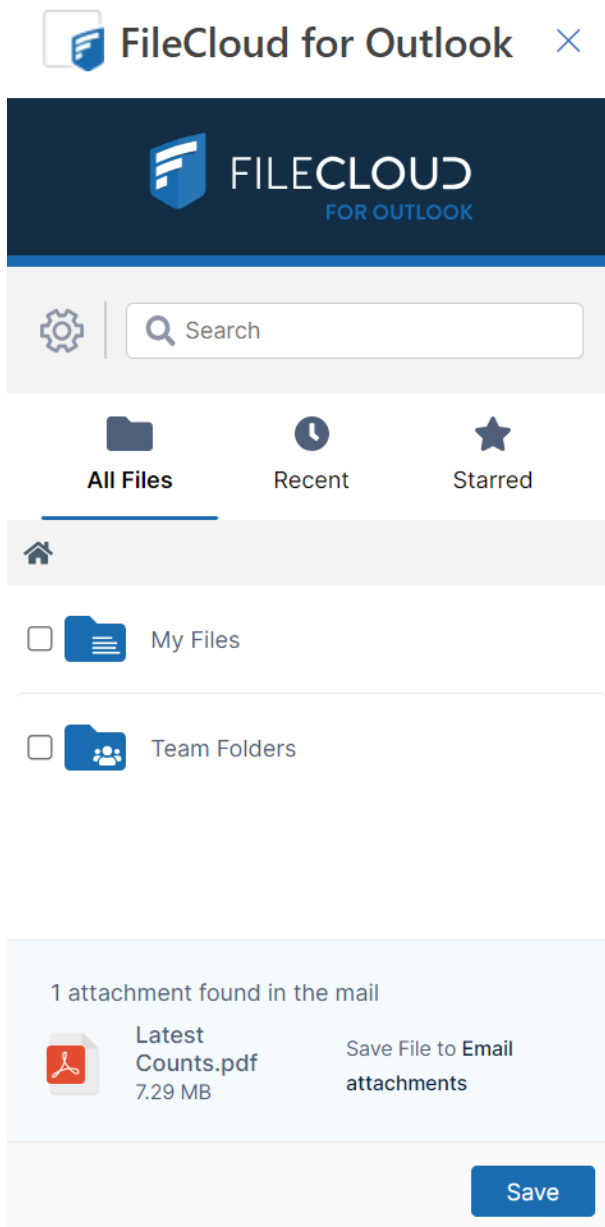 FileCloud for Outlook
FILECLOUD
FOR OUTLOOK
Search
All Files
Recent
Starred
My Files
Team Folders
1 attachment found in the mail
Latest
Counts.pdf
7.29 MB
Save File to Email
attachments
Save